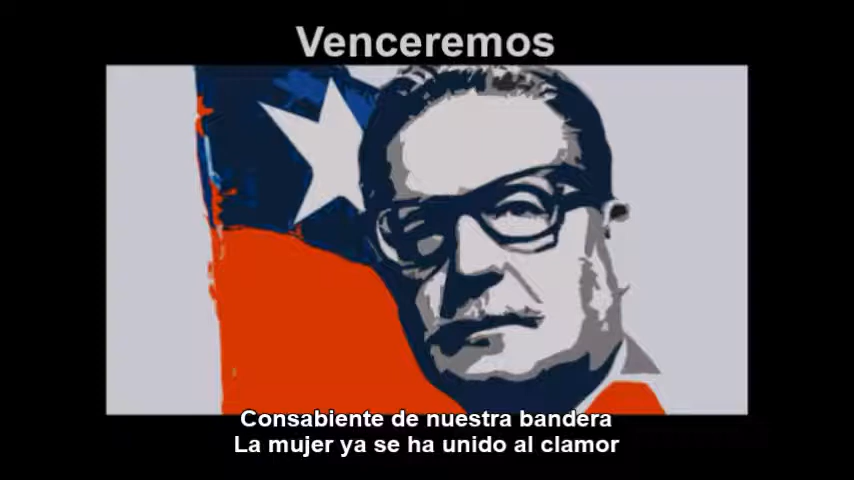 Venceremos
Consabiente de nuestra bandera
La mujer ya se ha unido al clamor